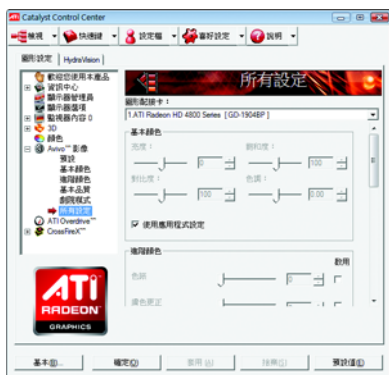 Catalyst Control Center
檢視 快速鍵 設定檔 喜好設定 說明
圖形設定 HydraVision
歡迎您使用本產品
資訊中心
顯示器管理員
顯示器選項
監視器內容 0
3D
顏色
Avivo™ 影像
預設
基本顏色
進階顏色
基本品質
劇院模式
所有設定
ATI Overdrive™
CrossFireX™
ATI
RADEON
GRAPHICS
所有設定
圖形配接卡：
1.ATI Radeon HD 4800 Series [ GD-1904BP ]
基本顏色
亮度：
0
飽和度：
100
對比度：
100
色調：
0.00
使用應用程式設定
進階顏色
啟用
色訊
0
膚色更正
基本(B)...
確定(O)
套用(A)
捨棄(S)
預設值(D)